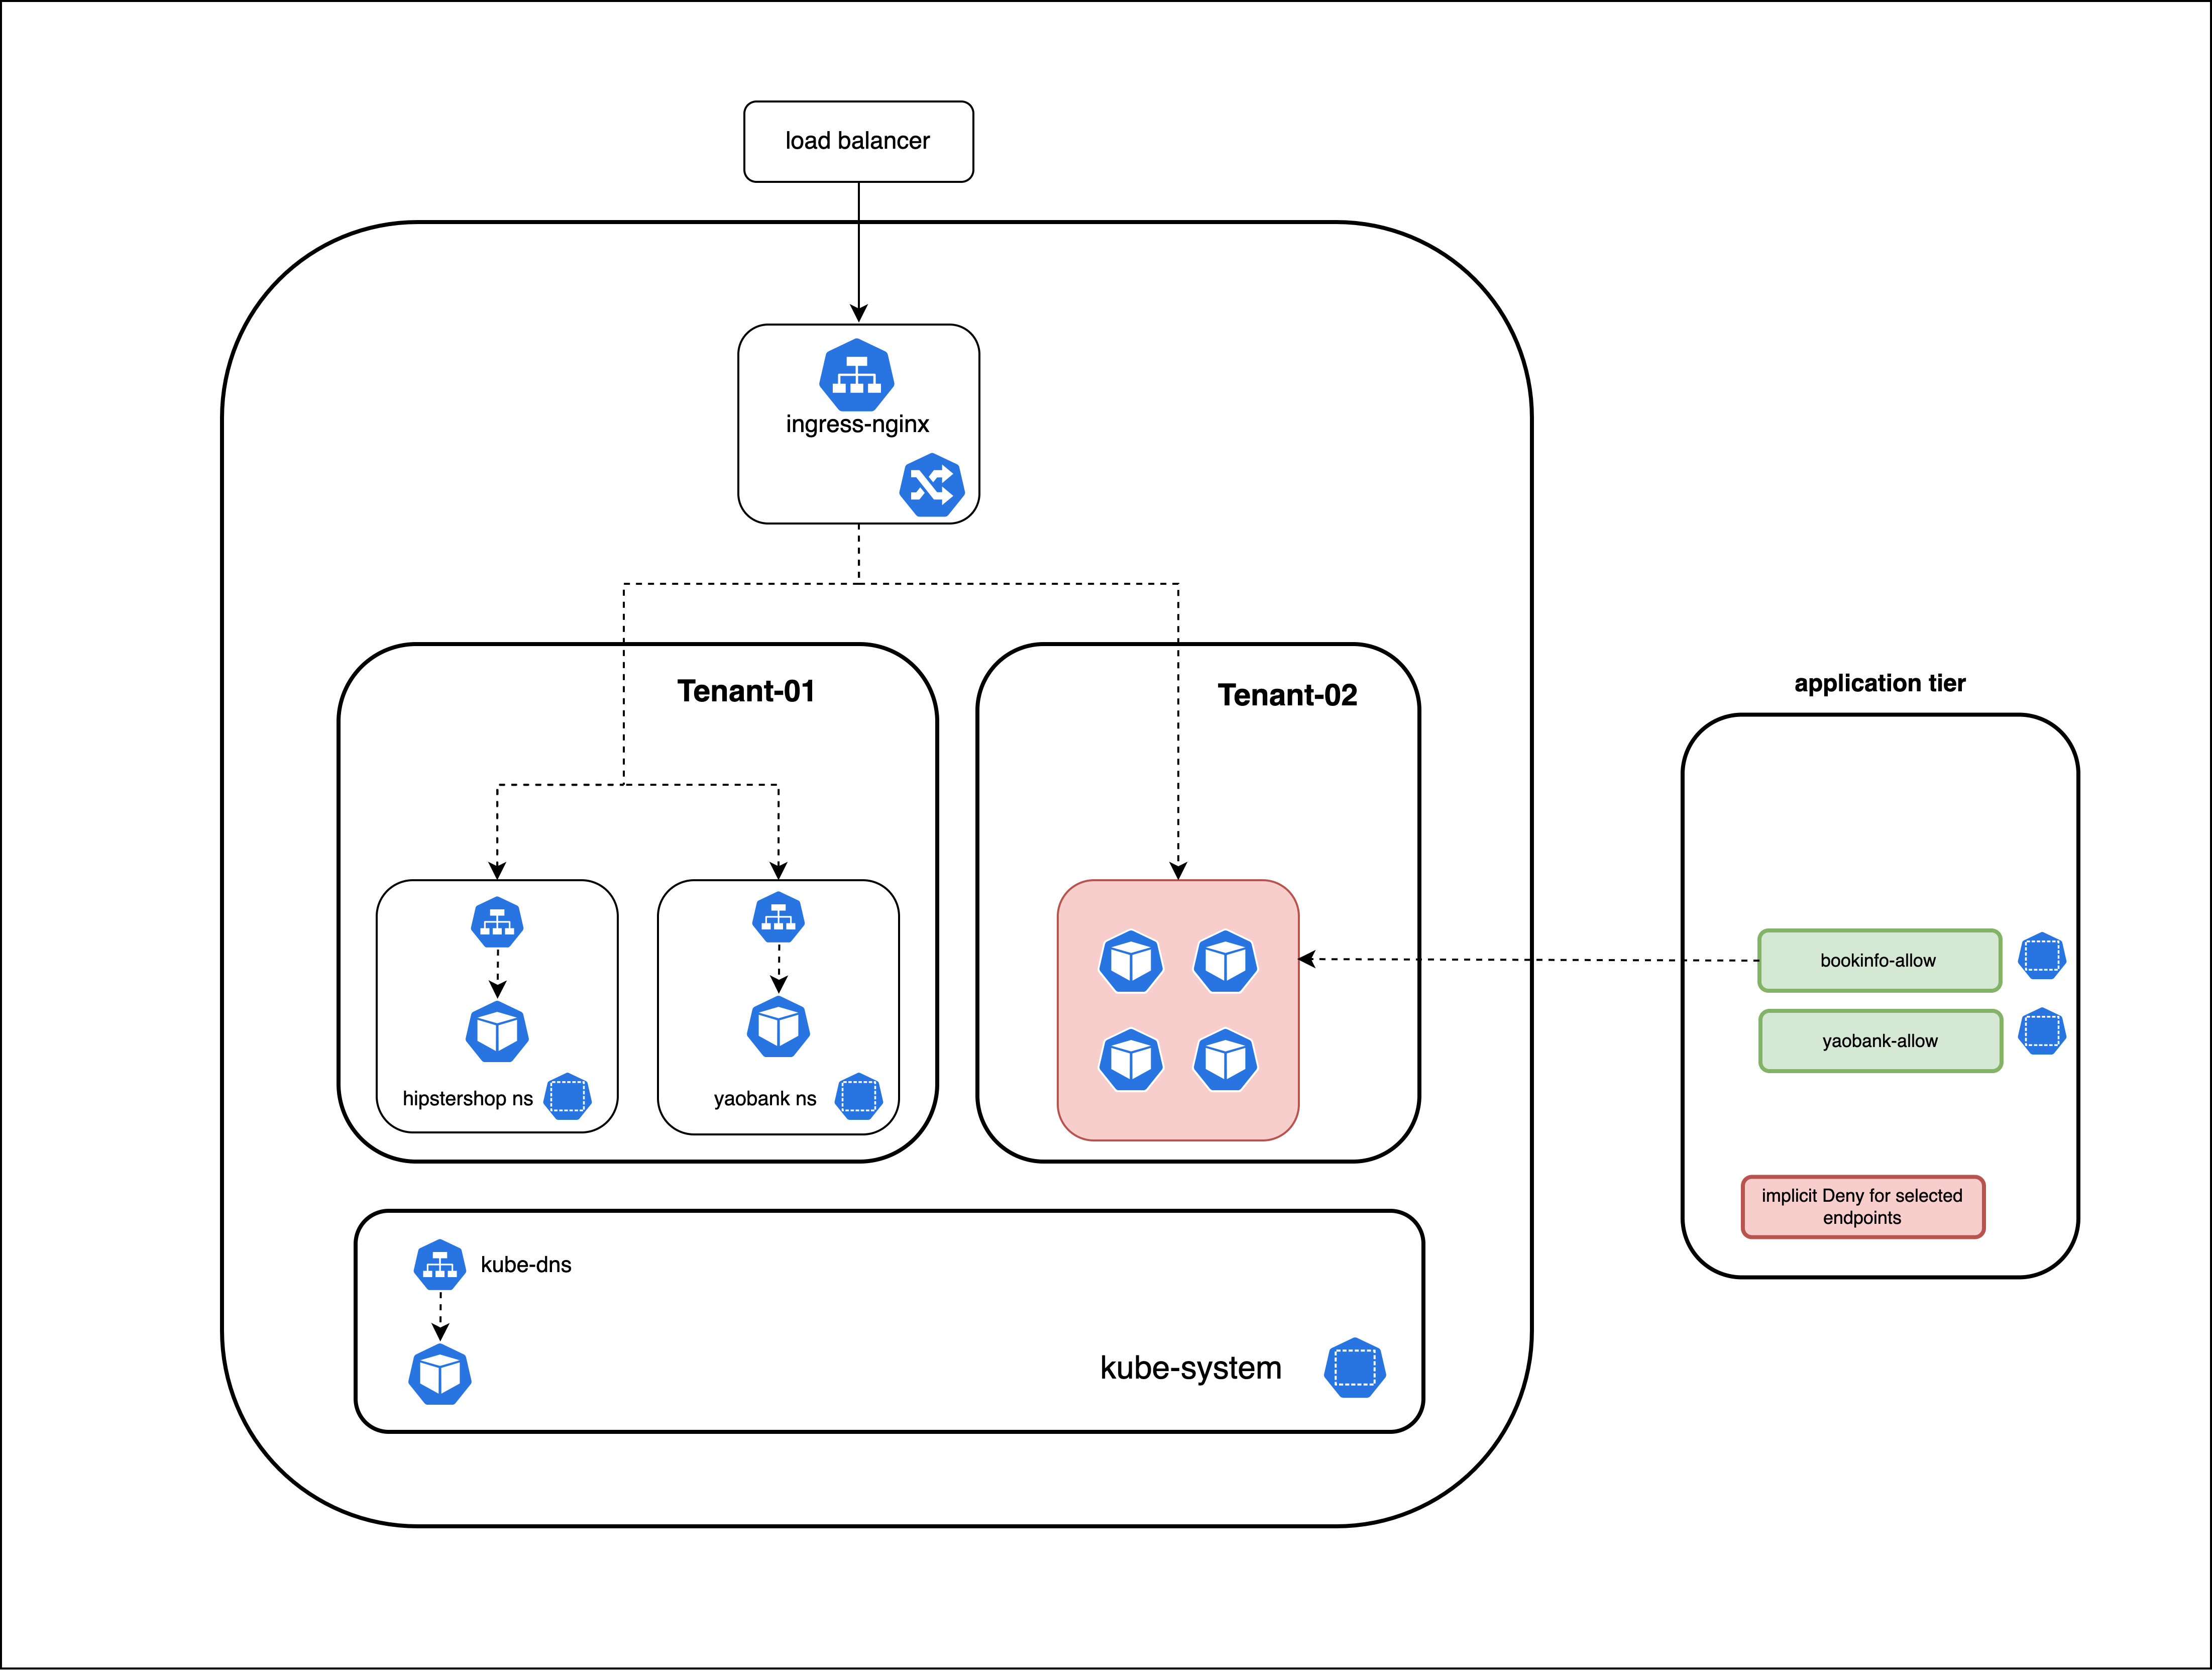 load balancer
ingress-nginx
Tenant-01
Tenant-02
hipstershop ns
yaobank ns
kube-dns
kube-system
application tier
bookinfo-allow
yaobank-allow
implicit Deny for selected
endpoints